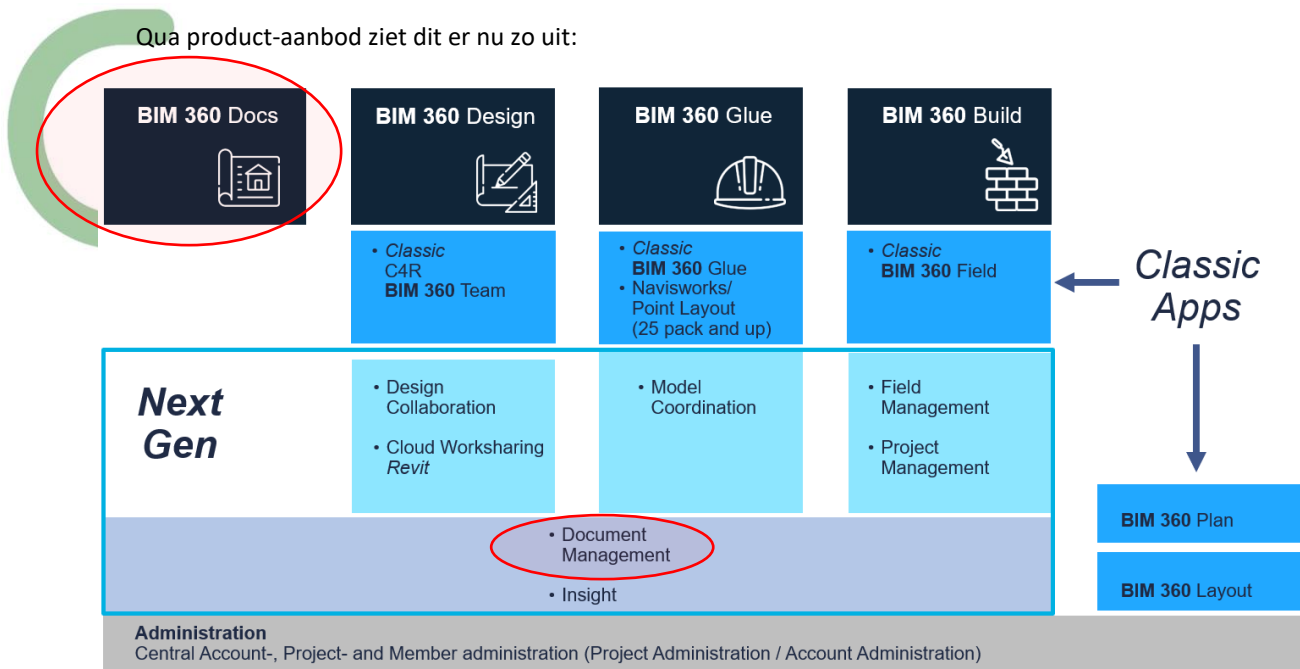 Qua product-aanbod ziet dit er nu zo uit:
BIM 360 Docs
BIM 360 Design
BIM 360 Glue
BIM 360 Build
• Classic
C4R
BIM 360 Team
• Classic
BIM 360 Glue
• Navisworks/
Point Layout
(25 pack and up)
• Classic
BIM 360 Field
Classic
Apps
Next
Gen
• Design
Collaboration
• Cloud Worksharing
Revit
• Model
Coordination
• Field
Management
• Project
Management
• Document
Management
• Insight
BIM 360 Plan
BIM 360 Layout
Administration
Central Account-, Project- and Member administration (Project Administration / Account Administration)